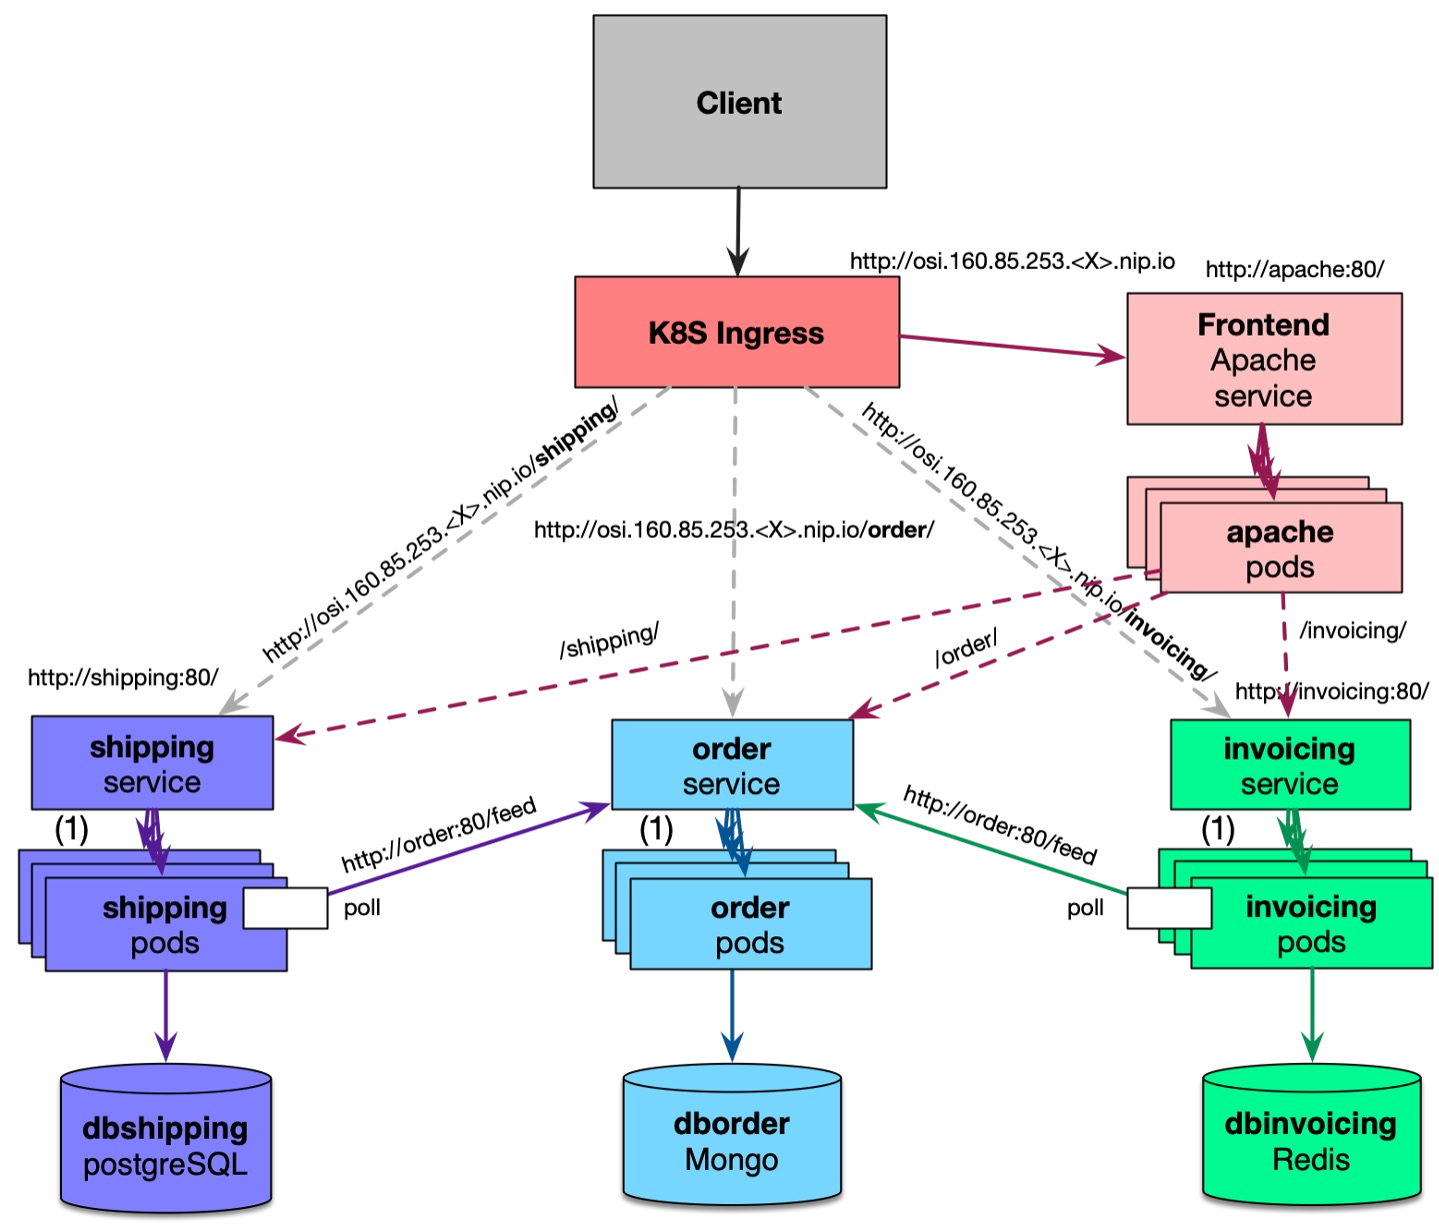 Client
http://osi.160.85.253.<X>.nip.io
http://apache:80/
K8S Ingress
Frontend
Apache
service
http://osi.160.85.253.<X>.nip.io/shipping/
http://osi.160.85.253.<X>.nip.io/order/
http://osi.160.85.253.<X>.nip.io/invoicing/
apache
pods
/shipping/
/order/
/invoicing/
http://shipping:80/
http://invoicing:80/
shipping
service
order
service
invoicing
service
(1)
http://order:80/feed
(1)
http://order:80/feed
(1)
shipping
pods
poll
order
pods
poll
invoicing
pods
dbshipping
postgreSQL
dborder
Mongo
dbinvoicing
Redis